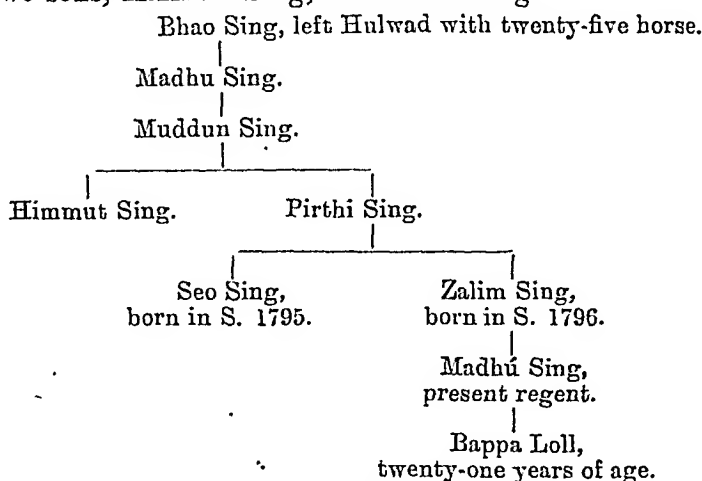 Bhao Sing, left Hulwad with twenty-five horse.
Madhu Sing.
Muddun Sing.
Himmut Sing. Pirthi Sing.
Seo Sing, Zalim Sing,
born in S. 1795. born in S. 1796.
Madhú Sing,
present regent.
Bappa Loll,
twenty-one years of age.